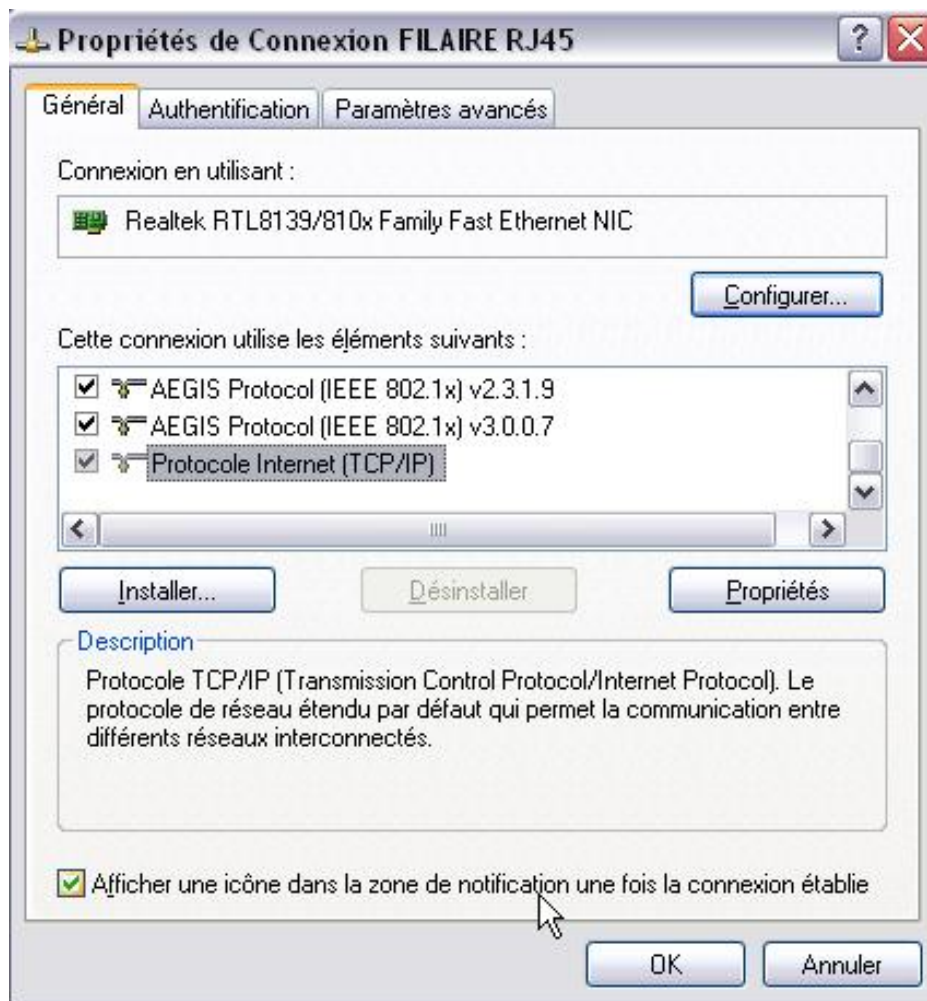 Propriétés de Connexion FILAIRE RJ45
Général
Authentification
Paramètres avancés
Connexion en utilisant :
Realtek RTL8139/810x Family Fast Ethernet NIC
Configurer...
Cette connexion utilise les éléments suivants :
AEGIS Protocol (IEEE 802.1x) v2.3.1.9
AEGIS Protocol (IEEE 802.1x) v3.0.0.7
Protocole Internet (TCP/IP)
Installer...
Désinstaller
Propriétés
Description
Protocole TCP/IP (Transmission Control Protocol/Internet Protocol). Le
protocole de réseau étendu par défaut qui permet la communication entre
différents réseaux interconnectés.
Afficher une icône dans la zone de notification une fois la connexion établie
OK
Annuler